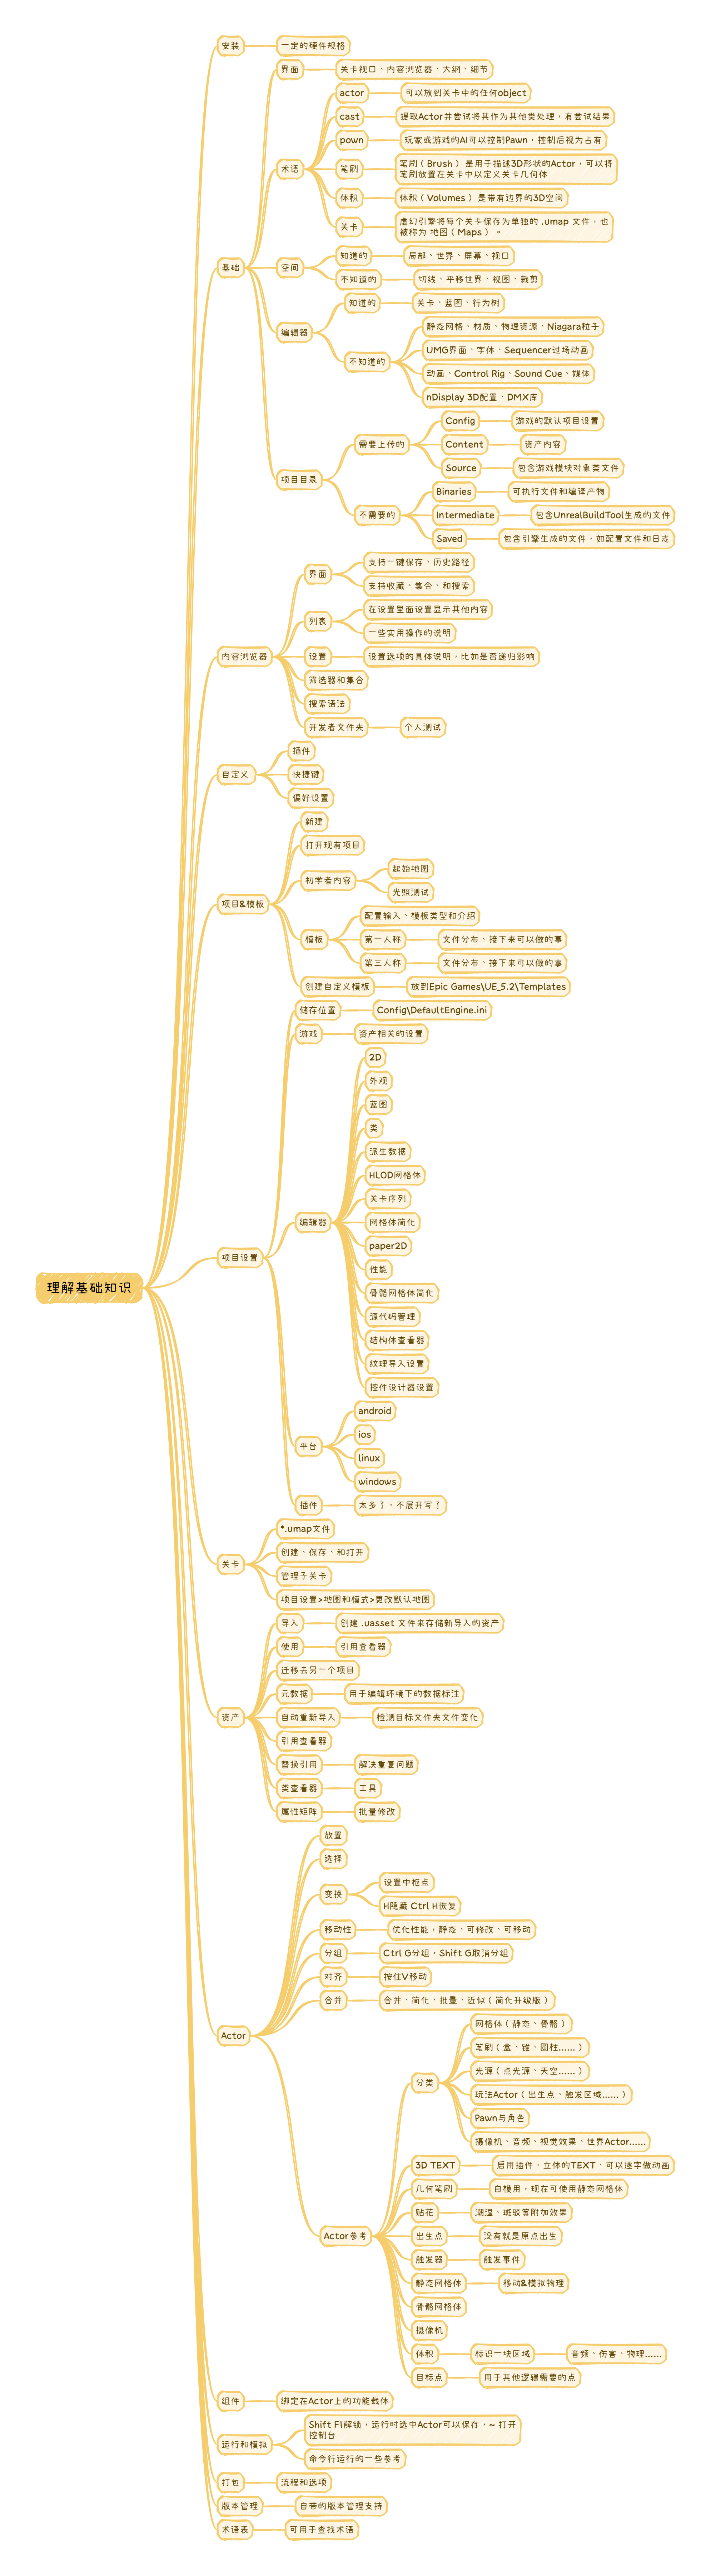 理解基础知识
安装
一定的硬件规格
基础
界面
关卡视口、内容浏览器、大纲、细节
术语
actor
可以放到关卡中的任何object
cast
提取Actor并尝试将其作为其他类处理，有尝试结果
pown
玩家或游戏的AI可以控制Pawn，控制后视为占有
笔刷
笔刷（Brush）是用于描述3D形状的Actor，可以将
笔刷放置在关卡中以定义关卡几何体
体积
体积（Volumes）是带有边界的3D空间
关卡
虚幻引擎将每个关卡保存为单独的 .umap 文件，也
被称为 地图（Maps）。
空间
知道的
局部、世界、屏幕、视口
不知道的
切线、平移世界、视图、裁剪
编辑器
知道的
关卡、蓝图、行为树
不知道的
静态网格、材质、物理资源、Niagara粒子
UMG界面、字体、Sequencer过场动画
动画、Control Rig、Sound Cue、媒体
nDisplay 3D配置、DMX库
项目目录
需要上传的
Config
游戏的默认项目设置
Content
资产内容
Source
包含游戏模块对象类文件
不需要的
Binaries
可执行文件和编译产物
Intermediate
包含UnrealBuildTool生成的文件
Saved
包含引擎生成的文件，如配置文件和日志
内容浏览器
界面
支持一键保存、历史路径
支持收藏、集合、和搜索
列表
在设置里面设置显示其他内容
一些实用操作的说明
设置
设置选项的具体说明，比如是否递归影响
筛选器和集合
搜索语法
开发者文件夹
个人测试
自定义
插件
快捷键
偏好设置
项目&模板
新建
打开现有项目
初学者内容
起始地图
光照测试
模板
配置输入、模板类型和介绍
第一人称
文件分布、接下来可以做的事
第三人称
文件分布、接下来可以做的事
创建自定义模板
放到Epic Games\UE_5.2\Templates
项目设置
储存位置
Config\DefaultEngine.ini
游戏
资产相关的设置
编辑器
2D
外观
蓝图
类
派生数据
HLOD网格体
关卡序列
网格体简化
paper2D
性能
骨骼网格体简化
源代码管理
结构体查看器
纹理导入设置
控件设计器设置
平台
android
ios
linux
windows
插件
太多了，不展开写了
关卡
*.umap文件
创建、保存、和打开
管理子关卡
项目设置>地图和模式>更改默认地图
资产
导入
创建 .uasset 文件来存储新导入的资产
使用
引用查看器
迁移去另一个项目
元数据
用于编辑环境下的数据标注
自动重新导入
检测目标文件夹文件变化
引用查看器
替换引用
解决重复问题
类查看器
工具
属性矩阵
批量修改
Actor
放置
选择
变换
设置中枢点
H隐藏 Ctrl H恢复
移动性
优化性能，静态、可修改、可移动
分组
Ctrl G分组，Shift G取消分组
对齐
按住V移动
合并
合并、简化、批量、近似（简化升级版）
Actor参考
分类
网格体（静态、骨骼）
笔刷（盒、锥、圆柱……）
光源（点光源、天空……）
玩法Actor（出生点、触发区域……）
Pawn与角色
摄像机、音频、视觉效果、世界Actor……
3D TEXT
启用插件，立体的TEXT、可以逐字做动画
几何笔刷
白模用，现在可使用静态网格体
贴花
潮湿、斑驳等附加效果
出生点
没有就是原点出生
触发器
触发事件
静态网格体
移动&模拟物理
骨骼网格体
摄像机
体积
标识一块区域
音频、伤害、物理……
目标点
用于其他逻辑需要的点
组件
绑定在Actor上的功能载体
运行和模拟
Shift F1解锁，运行时选中Actor可以保存，~ 打开
控制台
命令行运行的一些参考
打包
流程和选项
版本管理
自带的版本管理支持
术语表
可用于查找术语